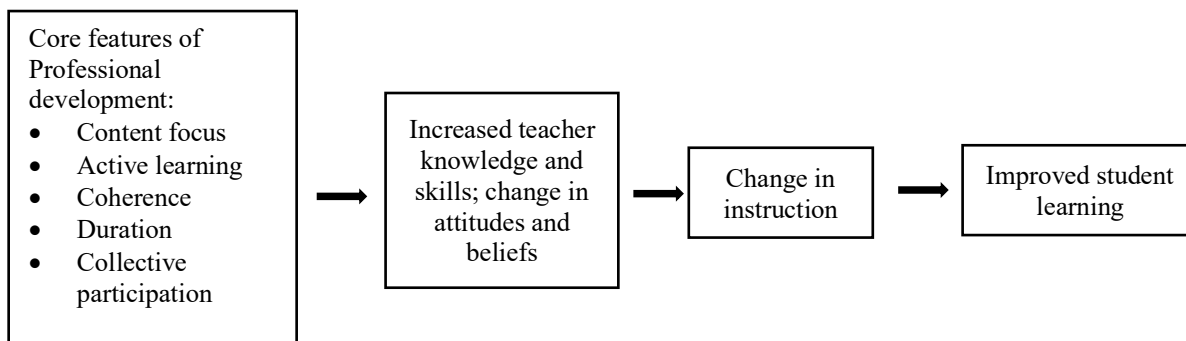 Core features of
Professional
development:
• Content focus
• Active learning
• Coherence
• Duration
• Collective
participation
Increased teacher
knowledge and
skills; change in
attitudes and
beliefs
Change in
instruction
Improved student
learning